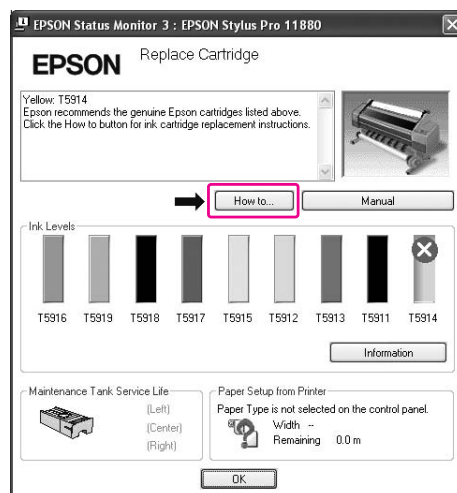 EPSON Status Monitor 3 : EPSON Stylus Pro 11880
EPSON
Replace Cartridge
Yellow: T5914
Epson recommends the genuine Epson cartridges listed above.
Click the How to button for ink cartridge replacement instructions.
How to...
Manual
Ink Levels
T5916 T5919 T5918 T5917 T5915 T5912 T5913 T5911 T5914
Information
Maintenance Tank Service Life
(Left)
(Center)
(Right)
Paper Setup from Printer
Paper Type is not selected on the control panel.
Width --
Remaining 0.0 m
OK